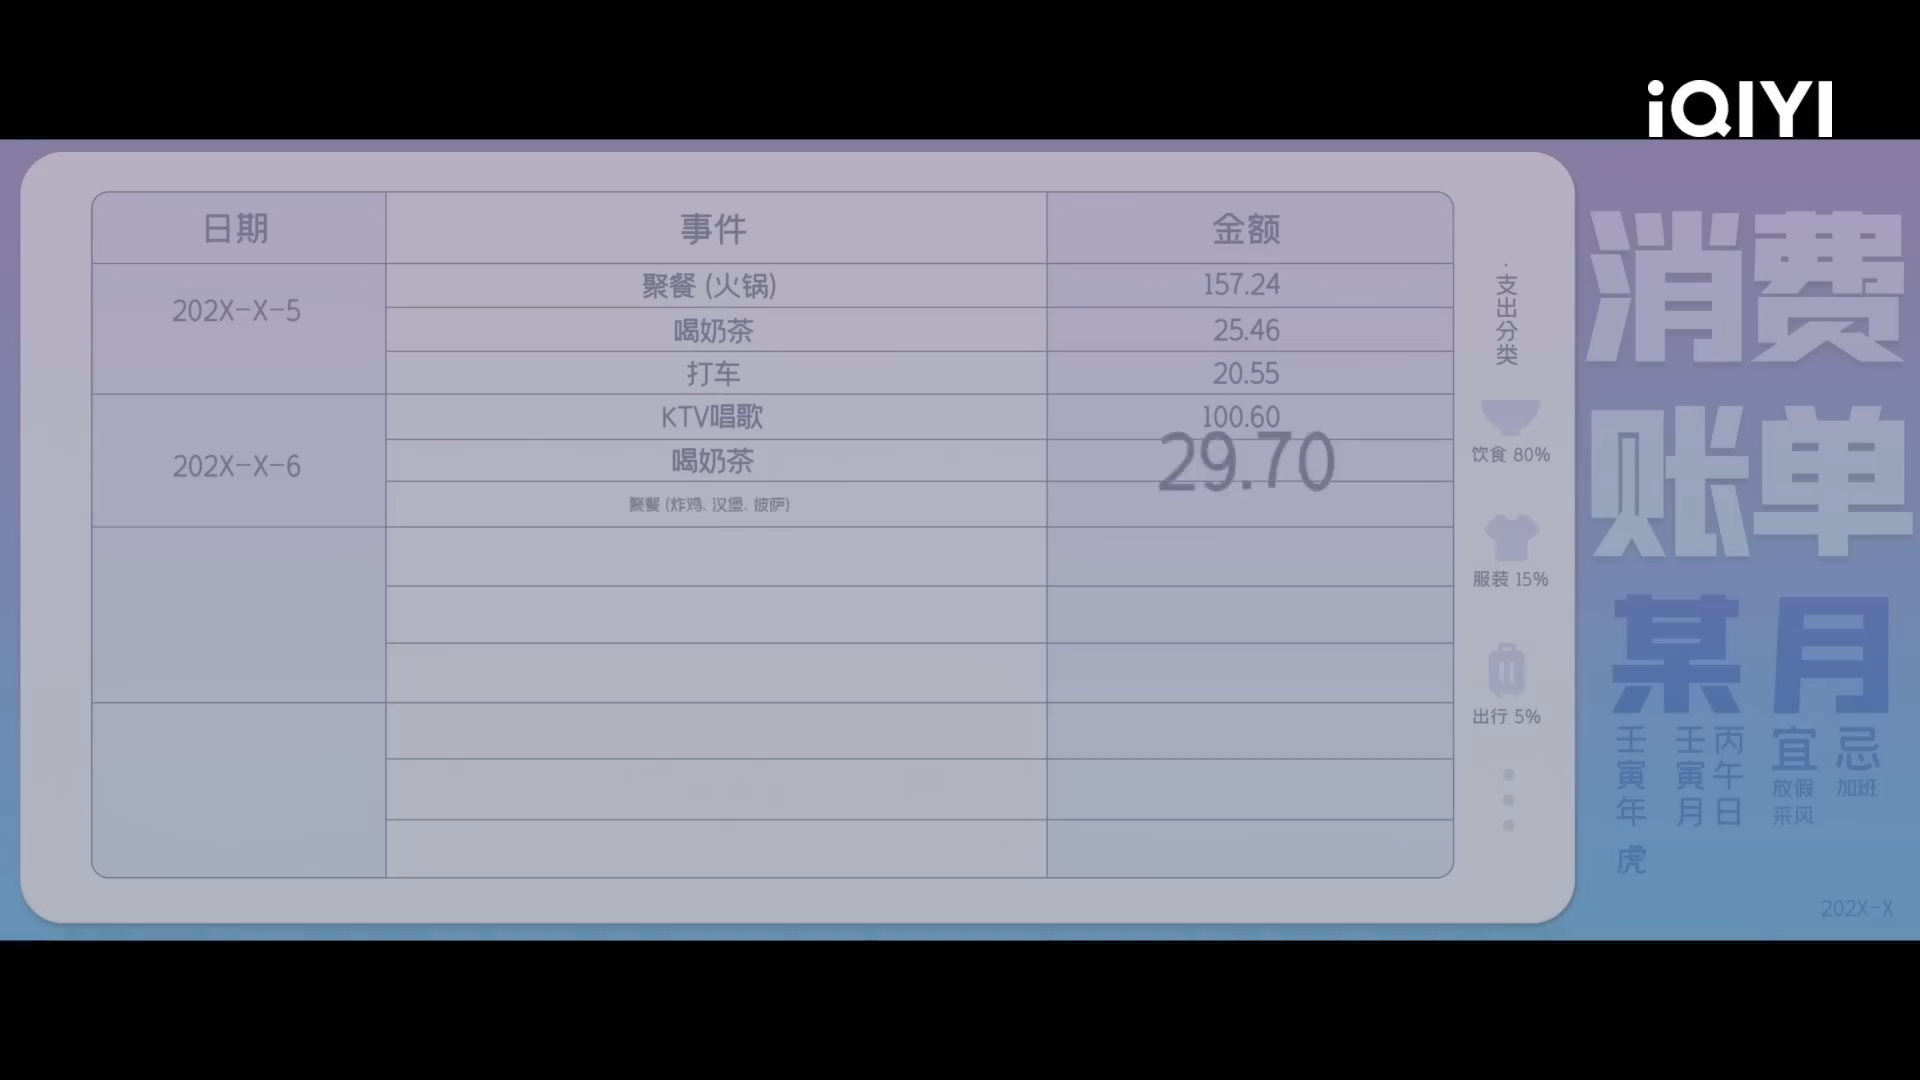 iQIYI
日期 事件 金额
202X-X-5
聚餐 (火锅) 157.24
喝奶茶 25.46
打车 20.55
202X-X-6
KTV唱歌 100.60
喝奶茶 29.70
聚餐 (炸鸡、汉堡、披萨)
·支出分类
饮食 80%
服装 15%
出行 5%
消费
账单
某月
壬寅年 虎
壬寅月
丙午日
宜
放假
采风
忌
加班
202X-X